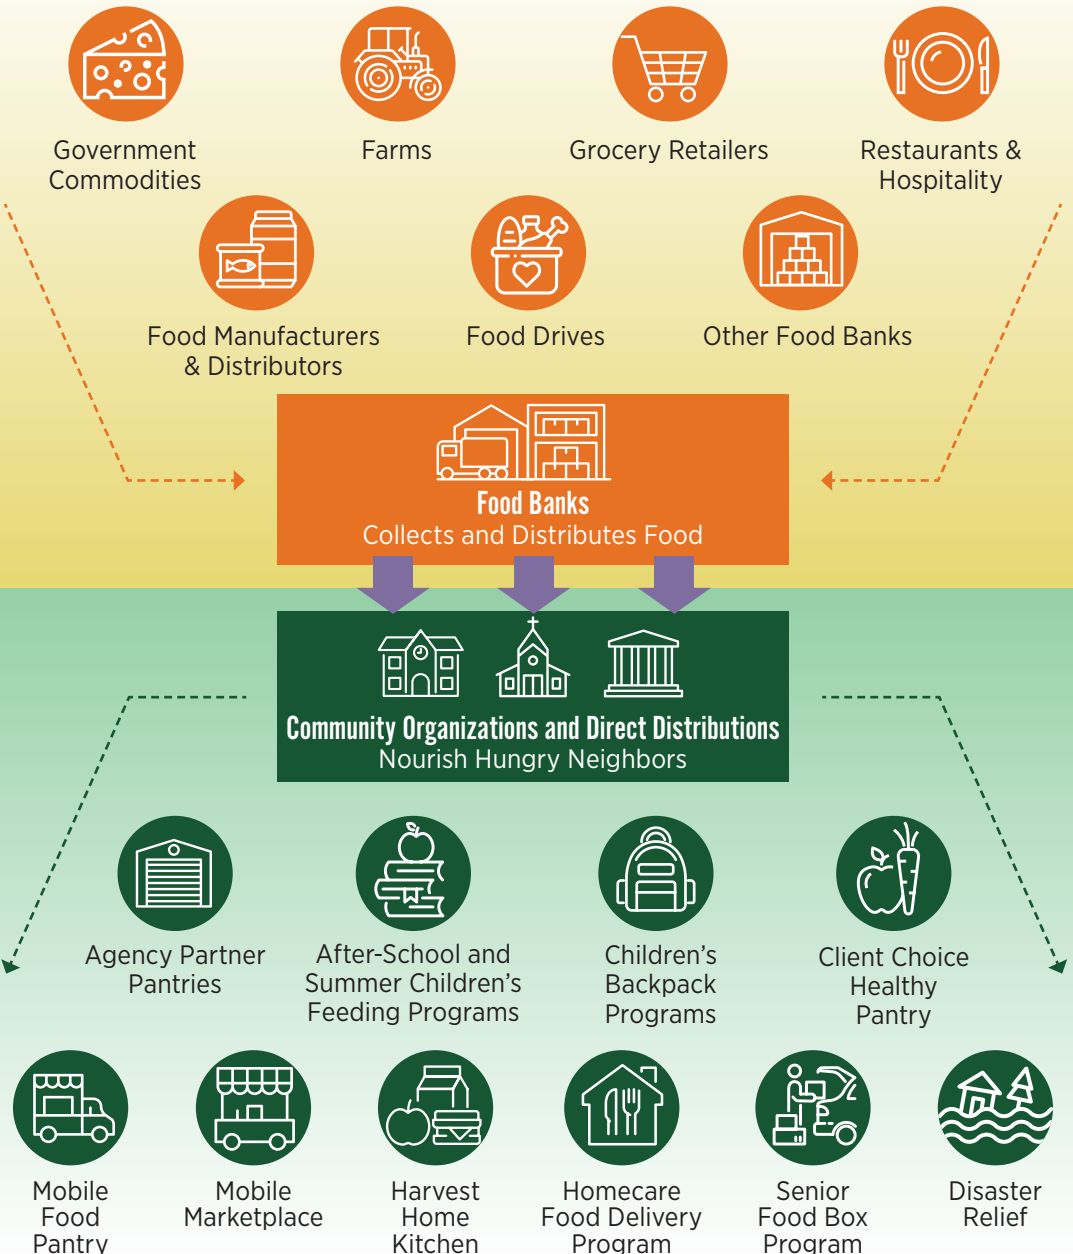 Government
Commodities
Farms
Grocery Retailers
Restaurants &
Hospitality
Food Manufacturers
& Distributors
Food Drives
Other Food Banks
Food Banks
Collects and Distributes Food
Community Organizations and Direct Distributions
Nourish Hungry Neighbors
Agency Partner
Pantries
After-School and
Summer Children’s
Feeding Programs
Children’s
Backpack
Programs
Client Choice
Healthy
Pantry
Mobile
Food
Pantry
Mobile
Marketplace
Harvest
Home
Kitchen
Homecare
Food Delivery
Program
Senior
Food Box
Program
Disaster
Relief